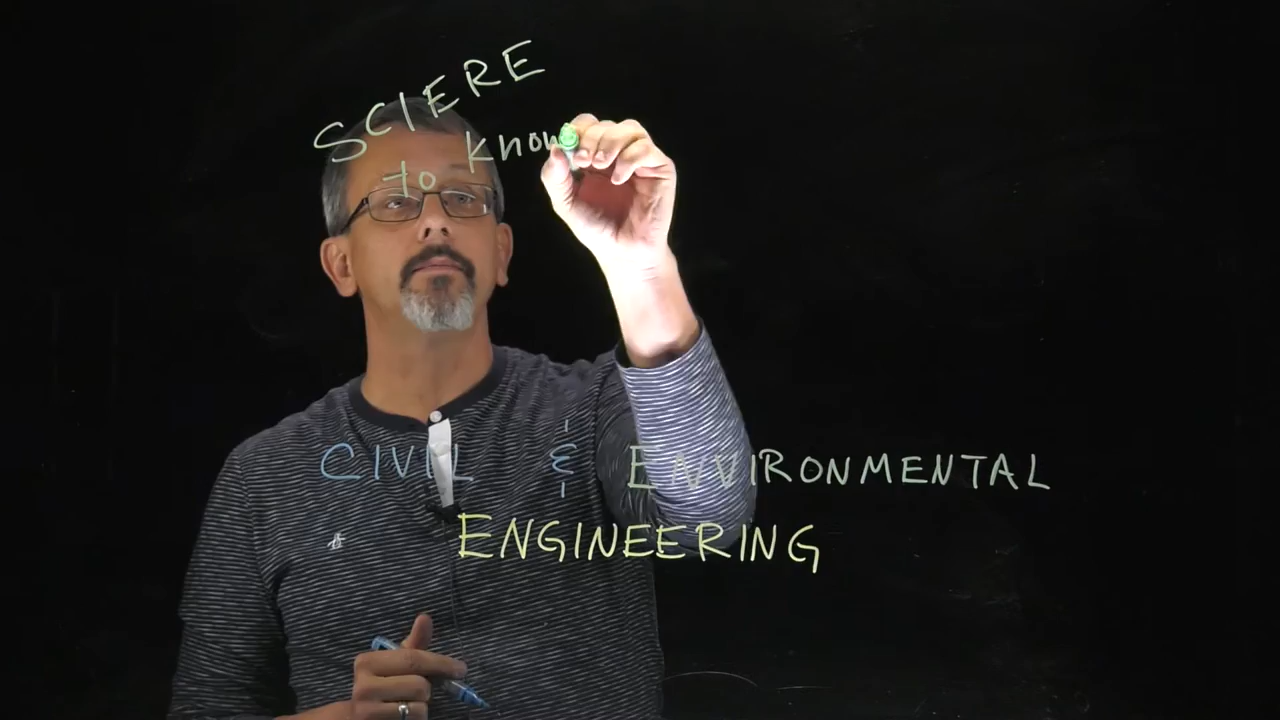 SCIERE
to know
CIVIL & ENVIRONMENTAL
ENGINEERING